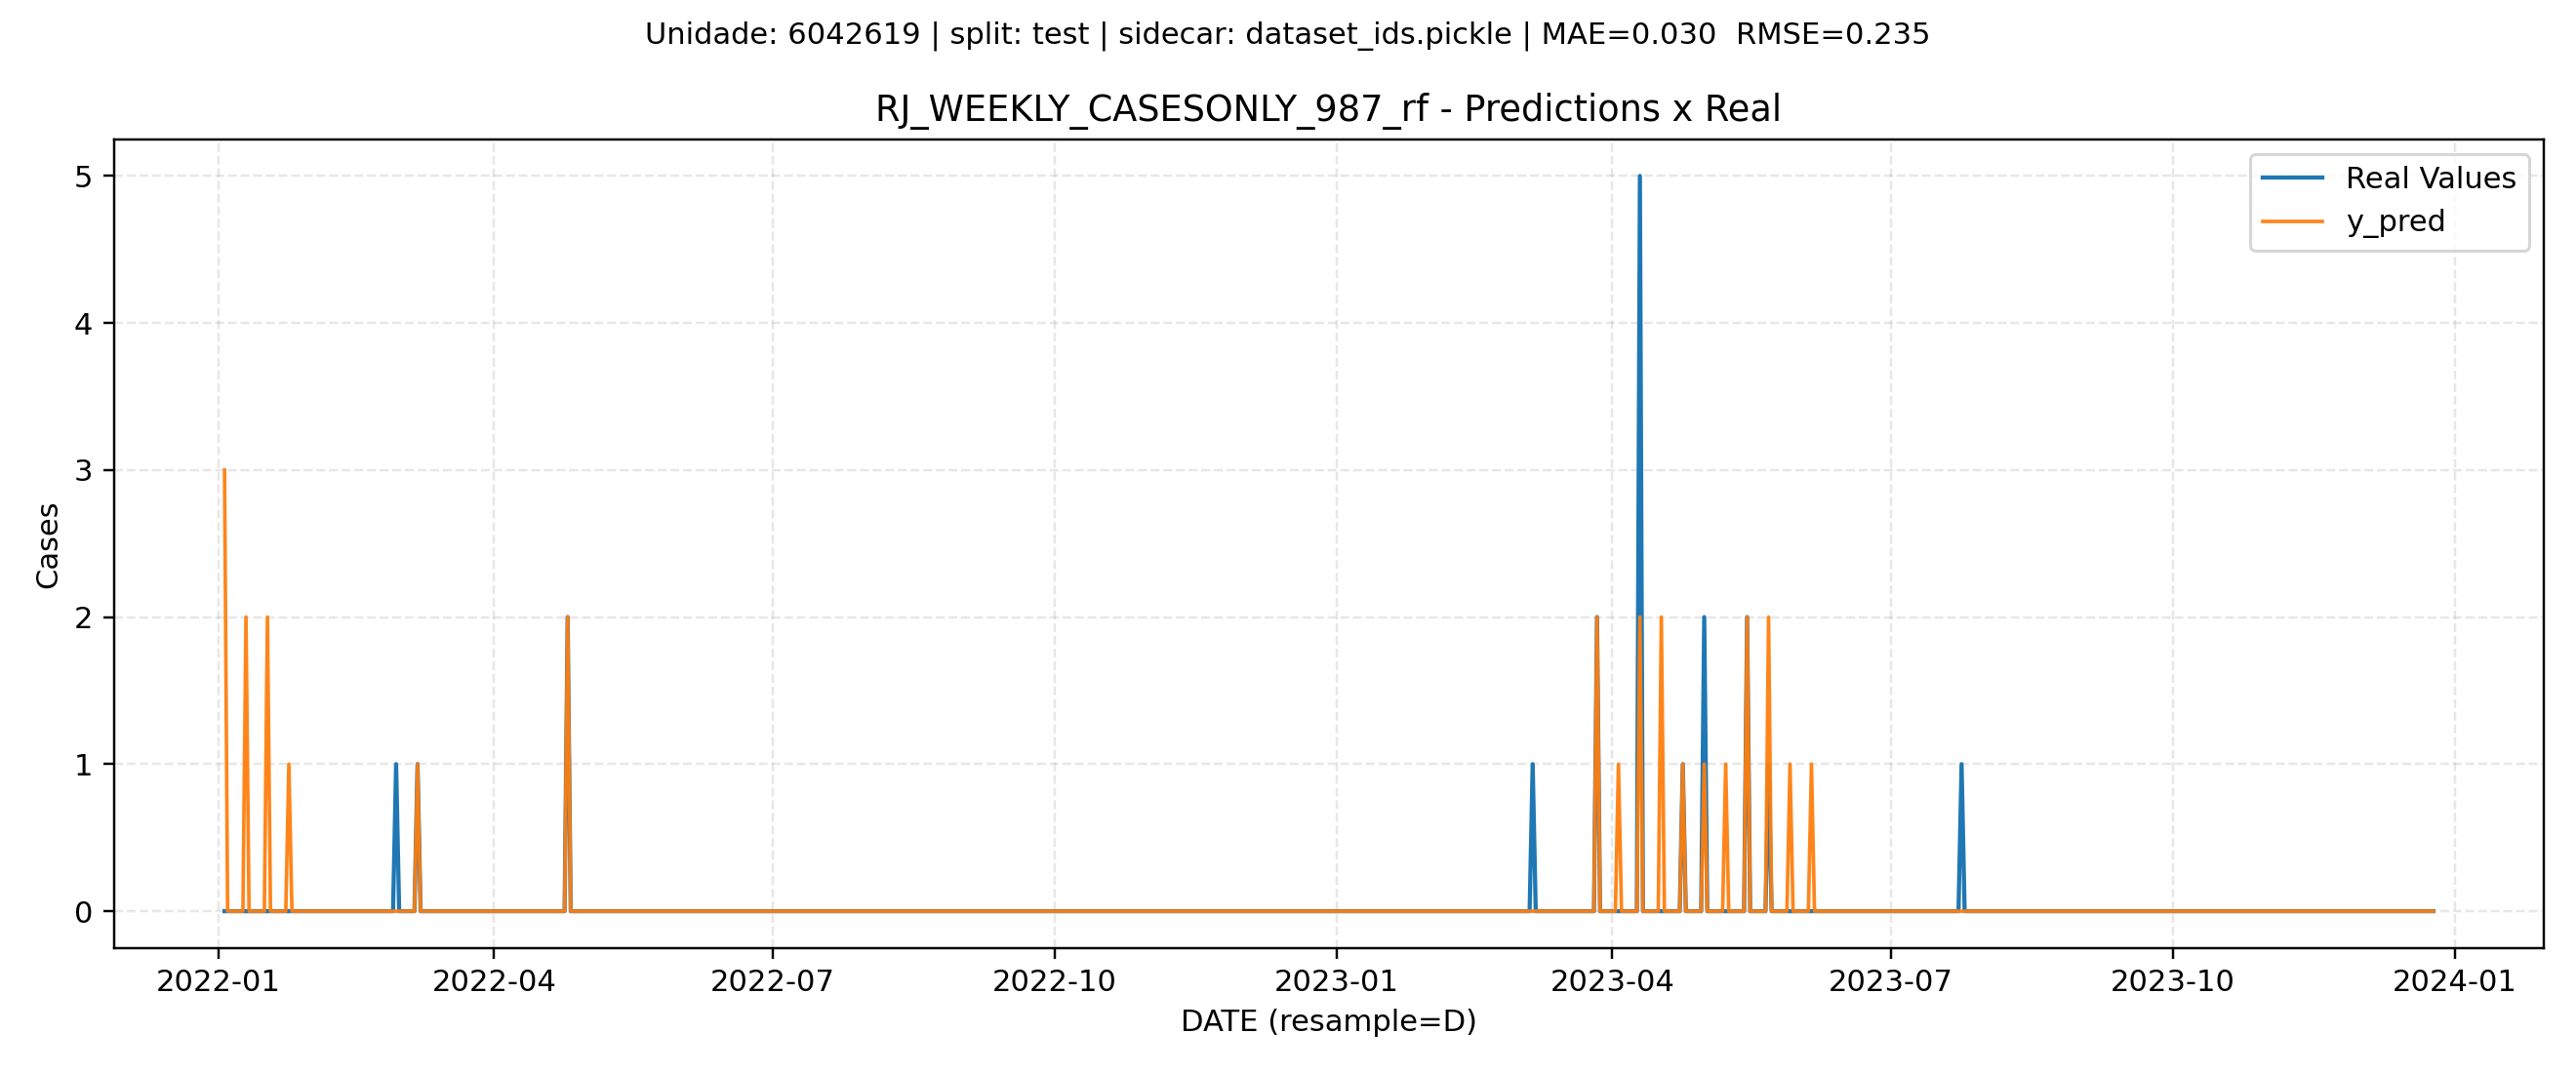 Unidade: 6042619 | split: test | sidecar: dataset_ids.pickle | MAE=0.030  RMSE=0.235
RJ_WEEKLY_CASESONLY_987_rf - Predictions x Real
Real Values
y_pred
5
4
3
2
1
0
Cases
2022-01
2022-04
2022-07
2022-10
2023-01
2023-04
2023-07
2023-10
2024-01
DATE (resample=D)